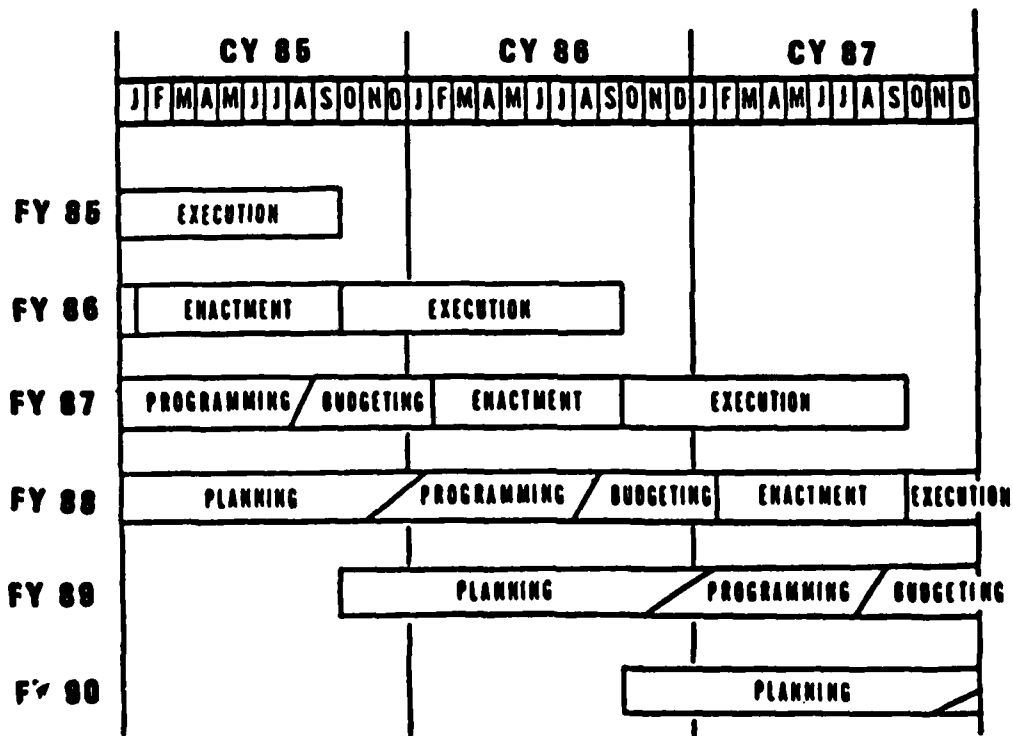 CY 85 CY 86 CY 87
J F M A M J J A S O N D J F M A M J J A S O N D J F M A M J J A S O N D
FY 85 EXECUTION
FY 86 ENACTMENT EXECUTION
FY 87 PROGRAMMING BUDGETING ENACTMENT EXECUTION
FY 88 PLANNING PROGRAMMING BUDGETING ENACTMENT EXECUTION
FY 89 PLANNING PROGRAMMING BUDGETING
FY 90 PLANNING